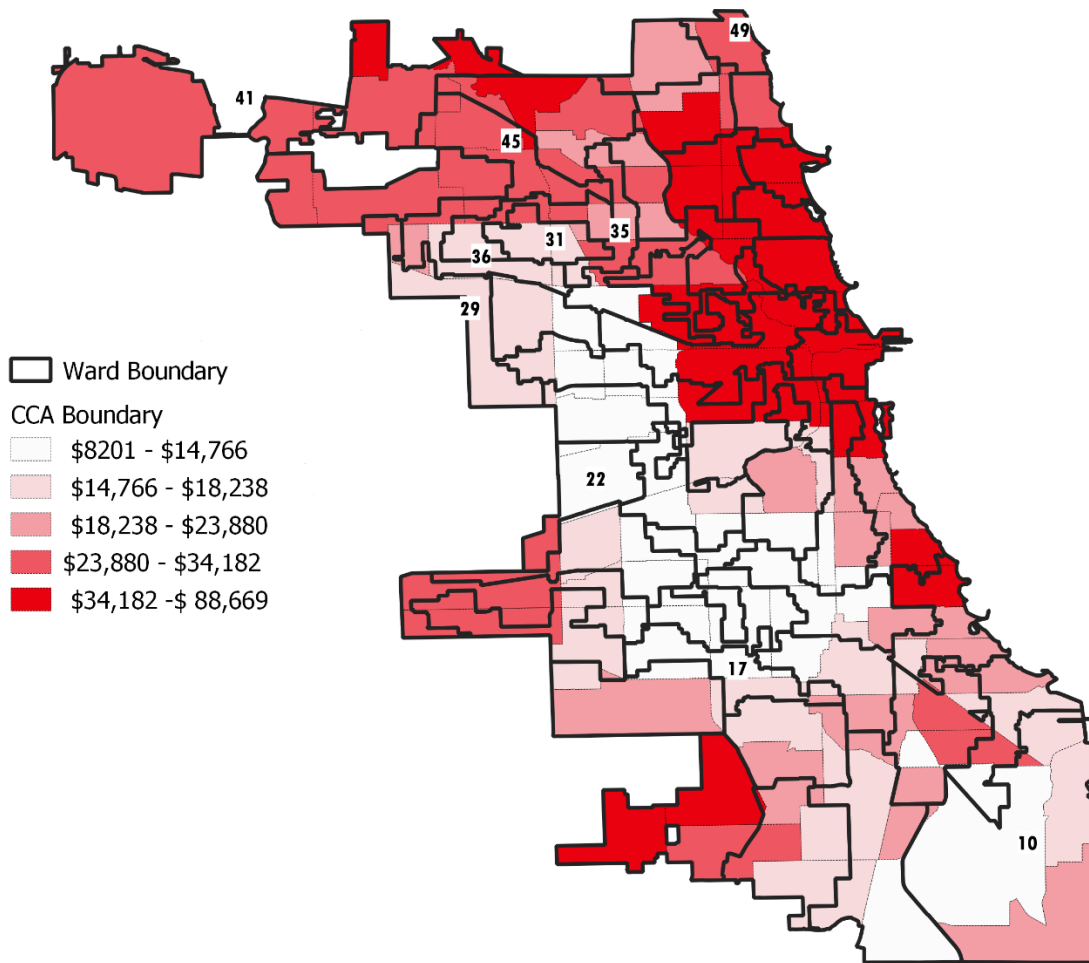 49
41
45
35
31
36
29
Ward Boundary
CCA Boundary
$8201 - $14,766
$14,766 - $18,238
$18,238 - $23,880
$23,880 - $34,182
$34,182 -$ 88,669
22
17
10